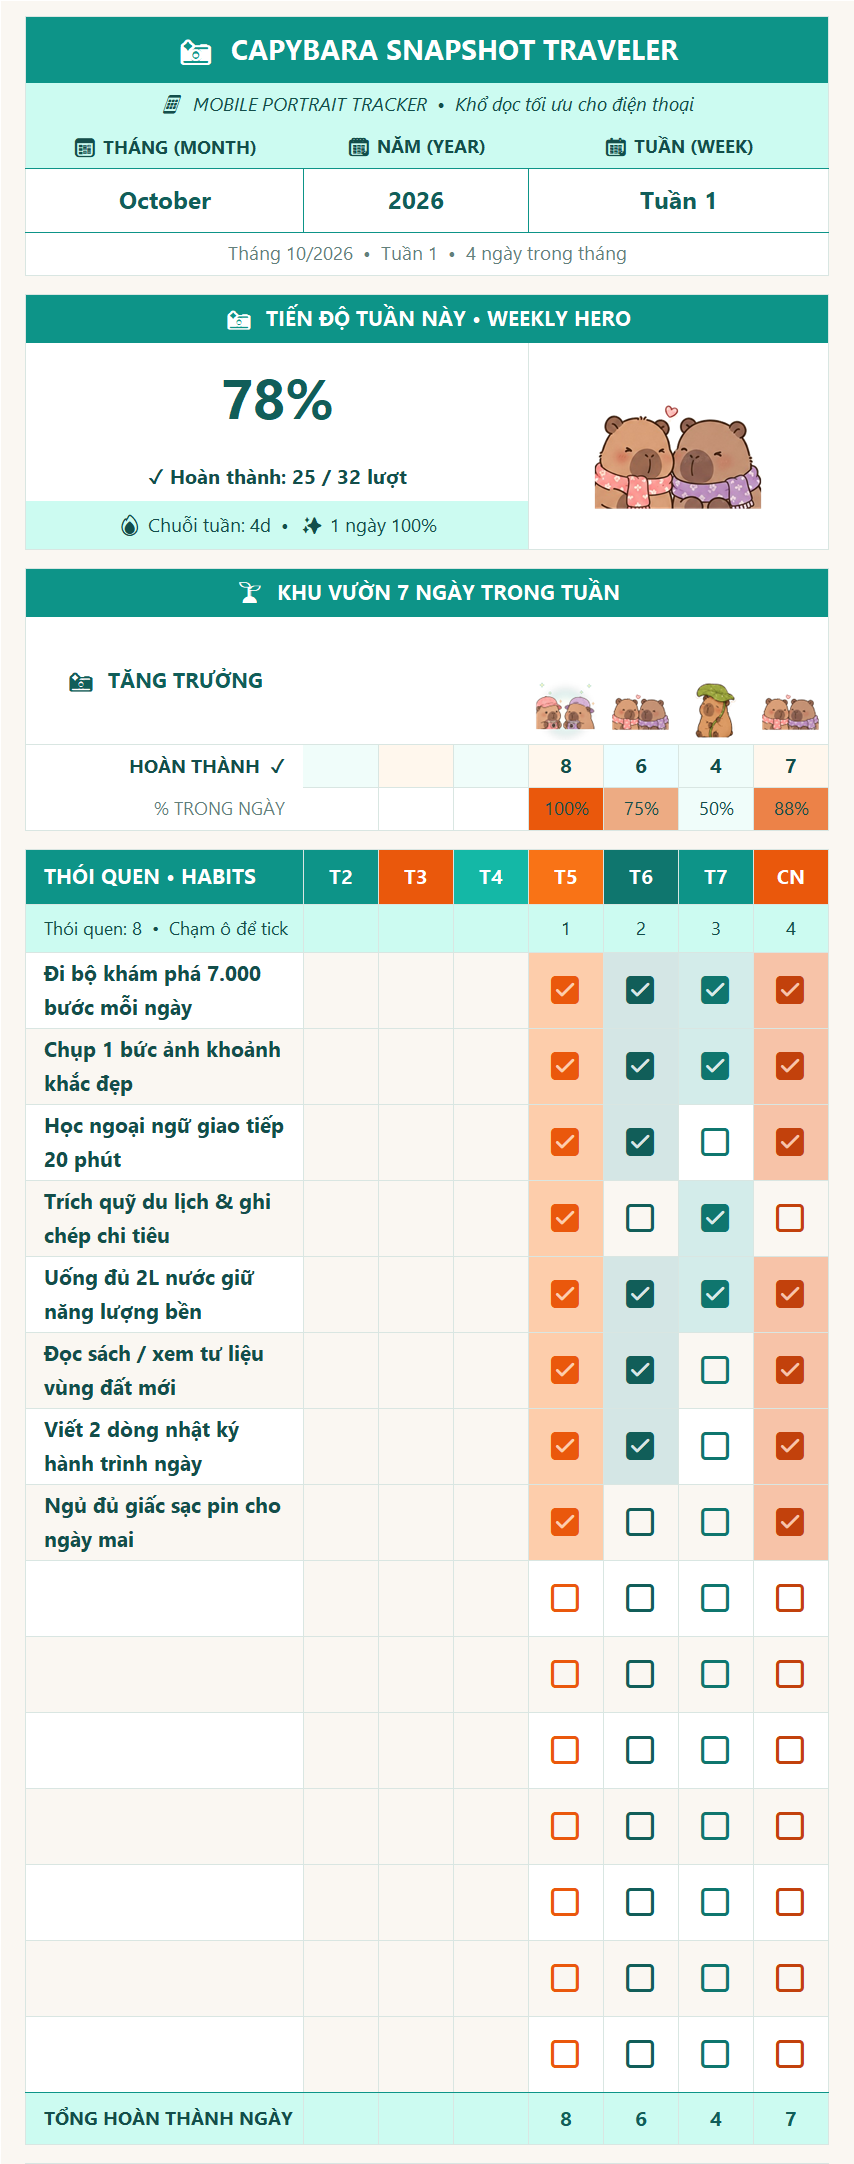 CAPYBARA SNAPSHOT TRAVELER
MOBILE PORTRAIT TRACKER • Khổ dọc tối ưu cho điện thoại
THÁNG (MONTH) NĂM (YEAR) TUẦN (WEEK)
October 2026 Tuần 1
Tháng 10/2026 • Tuần 1 • 4 ngày trong tháng
TIẾN ĐỘ TUẦN NÀY • WEEKLY HERO
78%
✓ Hoàn thành: 25 / 32 lượt
Chuỗi tuần: 4d • ✨ 1 ngày 100%
KHU VƯỜN 7 NGÀY TRONG TUẦN
TĂNG TRƯỞNG
HOÀN THÀNH ✓ 8 6 4 7
% TRONG NGÀY 100% 75% 50% 88%
THÓI QUEN • HABITS T2 T3 T4 T5 T6 T7 CN
Thói quen: 8 • Chạm ô để tick 1 2 3 4
Đi bộ khám phá 7.000
bước mỗi ngày
Chụp 1 bức ảnh khoảnh
khắc đẹp
Học ngoại ngữ giao tiếp
20 phút
Trích quỹ du lịch & ghi
chép chi tiêu
Uống đủ 2L nước giữ
năng lượng bền
Đọc sách / xem tư liệu
vùng đất mới
Viết 2 dòng nhật ký
hành trình ngày
Ngủ đủ giấc sạc pin cho
ngày mai
TỔNG HOÀN THÀNH NGÀY 8 6 4 7